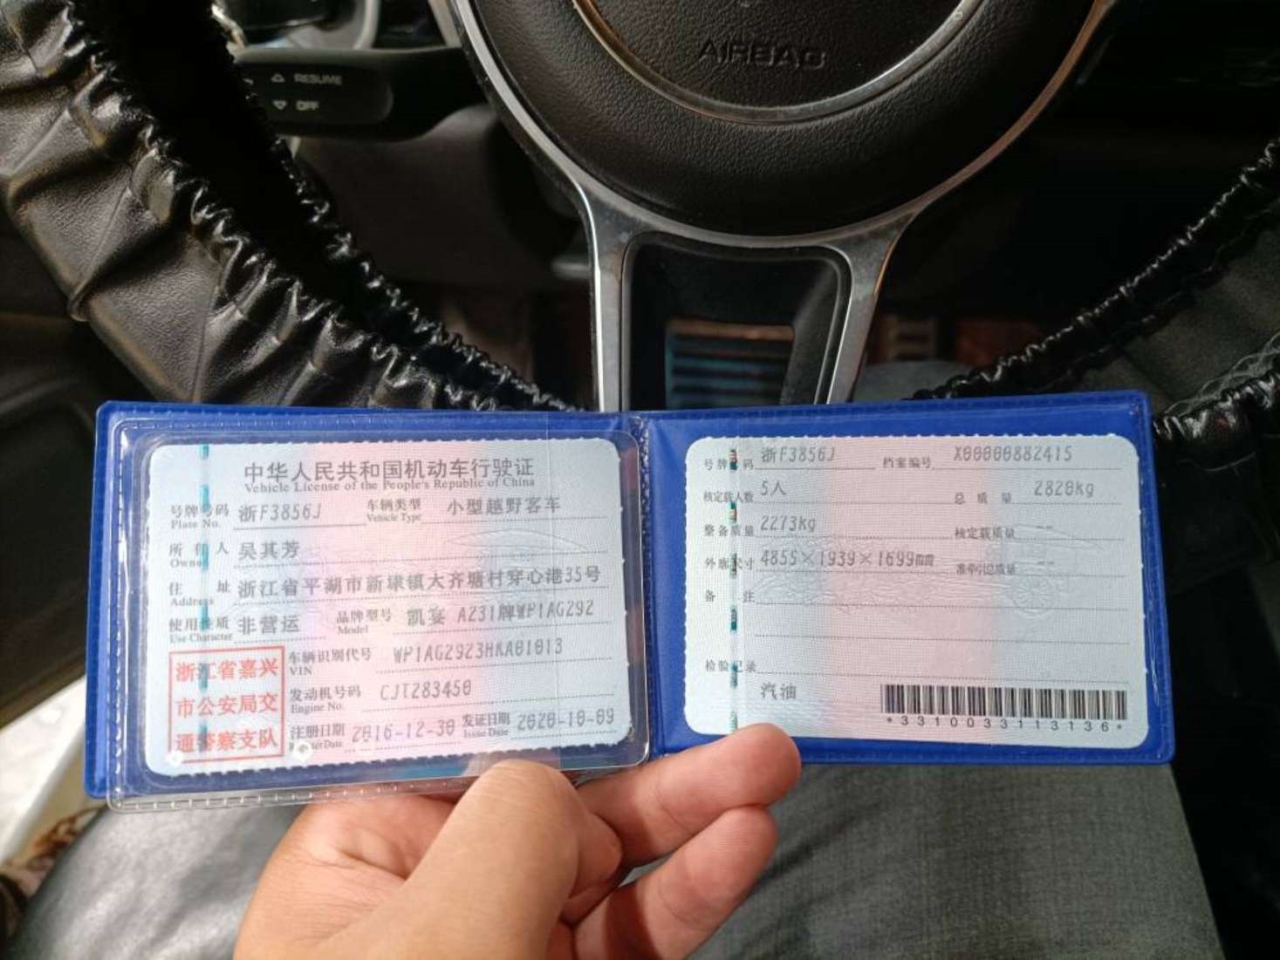 AIRBAG
RESUME
OFF
中华人民共和国机动车行驶证
Vehicle License of the People's Republic of China
号牌号码 浙F3856J 车辆类型 小型越野客车
Plate No. Vehicle Type
所有人 吴其芳
Owner
住址 浙江省平湖市新埭镇大齐塘村穿心港35号
Address
使用性质 非营运 品牌型号 凯宴 A231牌WP1AG292
Use Character Model
浙江省嘉兴
市公安局交
通警察支队
车辆识别代号 WP1AG2923HKA01013
VIN
发动机号码 CJT283450
Engine No.
注册日期 2016-12-30 发证日期 2020-10-09
Register Date Issue Date
号牌号码 浙F3856J 档案编号 X00000882415
核定载人数 5人 总质量 2820kg
整备质量 2273kg 核定载质量 --
外廓尺寸 4855×1939×1699mm 准牵引总质量 --
备注
检验记录
汽油
*3310033113136*